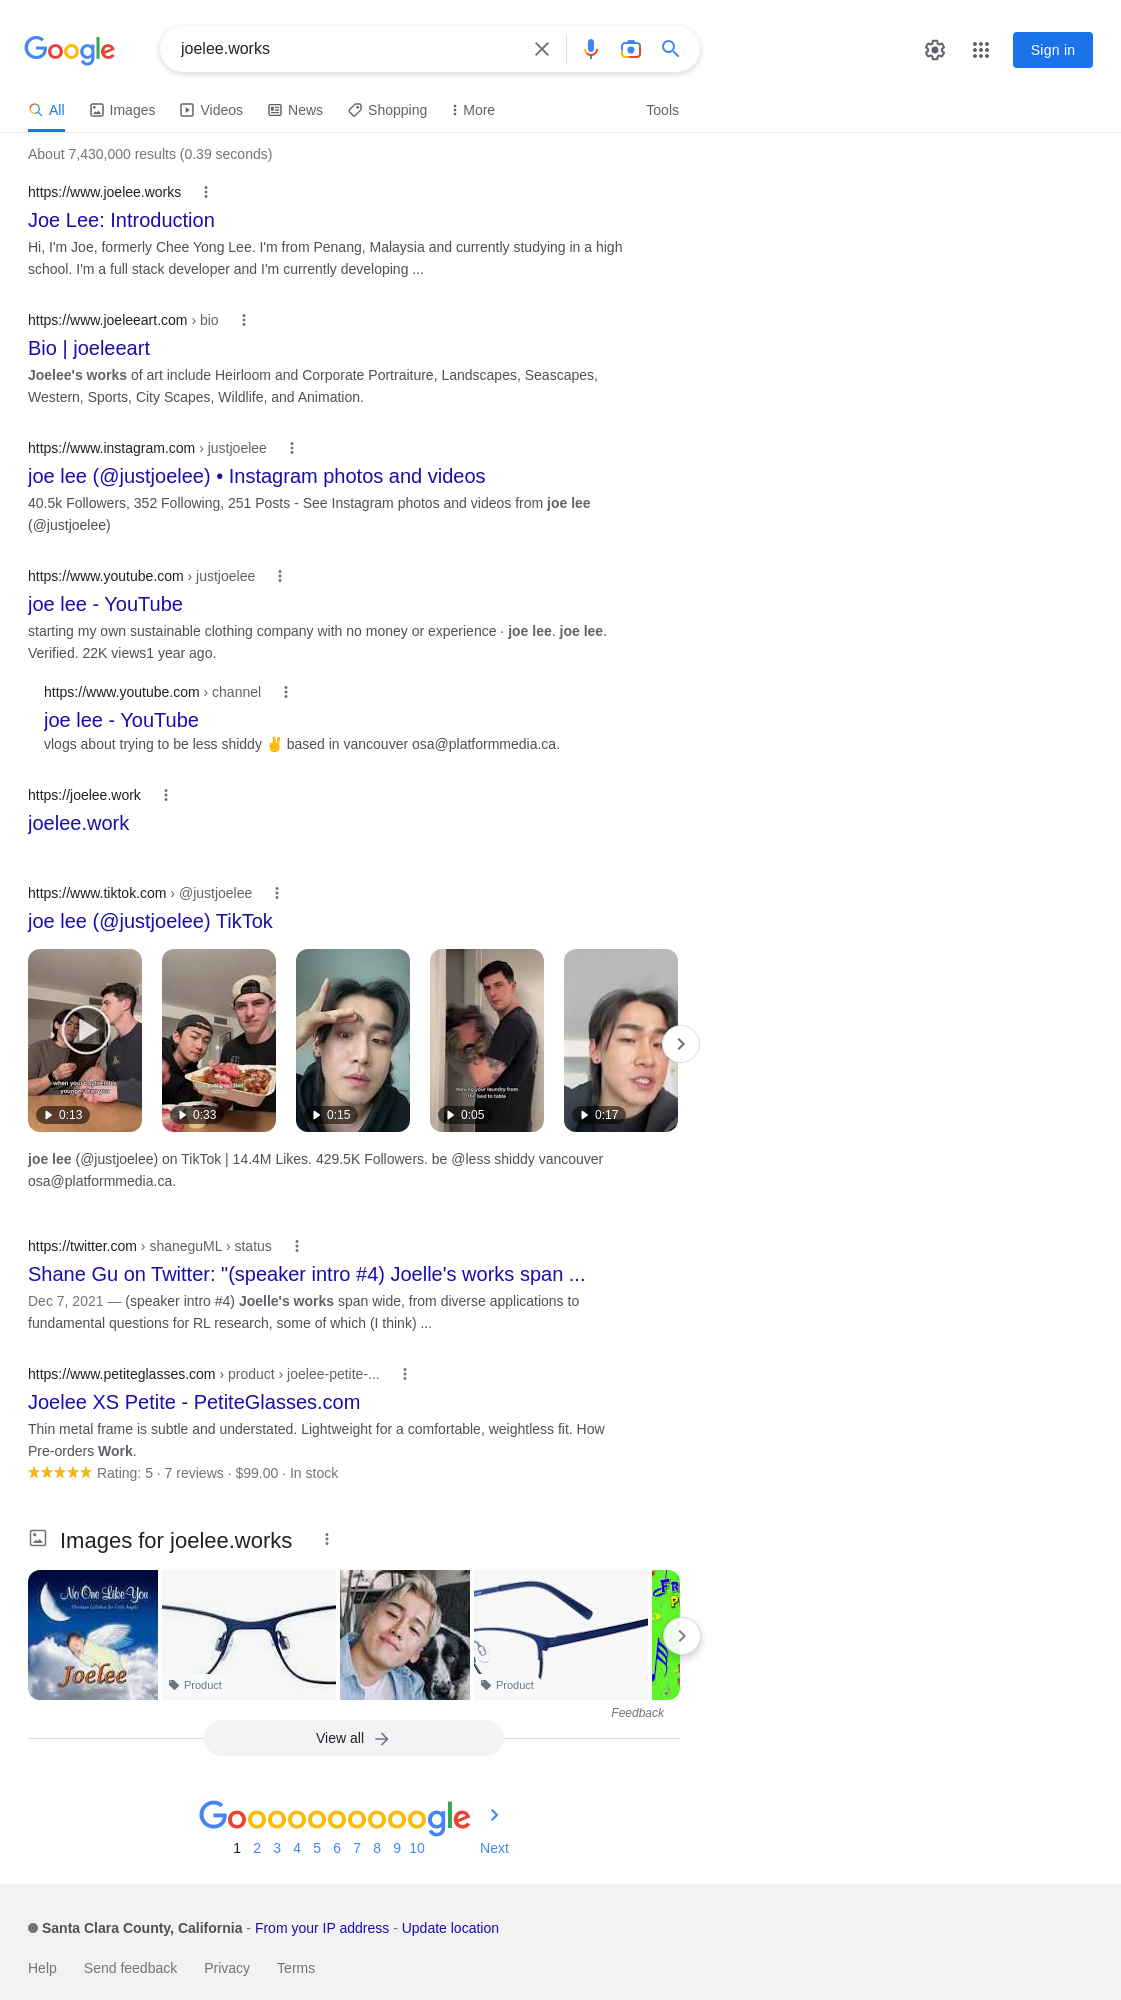 Google
joelee.works
Sign in
All
Images
Videos
News
Shopping
More
Tools
About 7,430,000 results (0.39 seconds)
https://www.joelee.works
Joe Lee: Introduction
Hi, I'm Joe, formerly Chee Yong Lee. I'm from Penang, Malaysia and currently studying in a high
school. I'm a full stack developer and I'm currently developing ...
https://www.joeleeart.com › bio
Bio | joeleeart
Joelee's works of art include Heirloom and Corporate Portraiture, Landscapes, Seascapes,
Western, Sports, City Scapes, Wildlife, and Animation.
https://www.instagram.com › justjoelee
joe lee (@justjoelee) • Instagram photos and videos
40.5k Followers, 352 Following, 251 Posts - See Instagram photos and videos from joe lee
(@justjoelee)
https://www.youtube.com › justjoelee
joe lee - YouTube
starting my own sustainable clothing company with no money or experience · joe lee. joe lee.
Verified. 22K views1 year ago.
https://www.youtube.com › channel
joe lee - YouTube
vlogs about trying to be less shiddy ✌️ based in vancouver osa@platformmedia.ca.
https://joelee.work
joelee.work
https://www.tiktok.com › @justjoelee
joe lee (@justjoelee) TikTok
moving your laundry from
the bed to table
0:13
0:33
0:15
0:05
0:17
joe lee (@justjoelee) on TikTok | 14.4M Likes. 429.5K Followers. be @less shiddy vancouver
osa@platformmedia.ca.
https://twitter.com › shaneguML › status
Shane Gu on Twitter: "(speaker intro #4) Joelle's works span ...
Dec 7, 2021 — (speaker intro #4) Joelle's works span wide, from diverse applications to
fundamental questions for RL research, some of which (I think) ...
https://www.petiteglasses.com › product › joelee-petite-...
Joelee XS Petite - PetiteGlasses.com
Thin metal frame is subtle and understated. Lightweight for a comfortable, weightless fit. How
Pre-orders Work.
Rating: 5 · 7 reviews · $99.00 · In stock
Images for joelee.works
No One Like You
Joelee
Product
Product
Feedback
View all
Goooooooooogle
1 2 3 4 5 6 7 8 9 10 Next
Santa Clara County, California - From your IP address - Update location
Help
Send feedback
Privacy
Terms